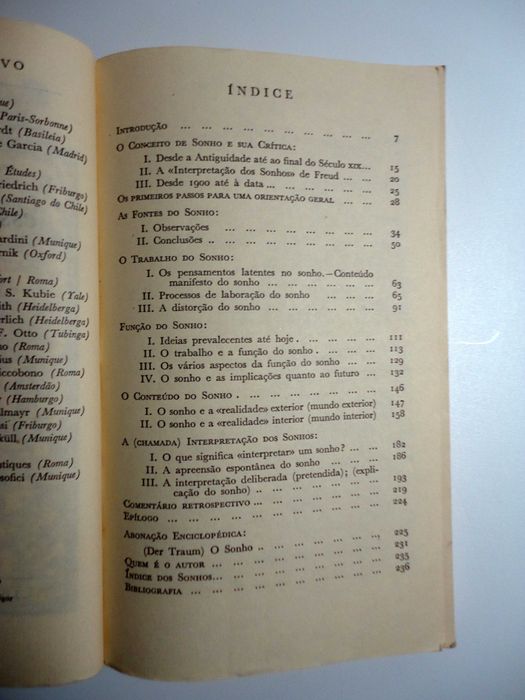 VO
que)
Paris-Sorbonne)
rdt (Basileia)
e Garcia (Madrid)
Études)
riedrich (Friburgo)
(Santiago do Chile)
Chile)
ardini (Munique)
rnik (Oxford)
ort / Roma)
S. Kubie (Yale)
ith (Heidelberga)
erlich (Heidelberga)
F. Otto (Tubinga)
no (Roma)
ius (Munique)
iccobono (Roma)
(Amsterdão)
r (Hamburgo)
lmayr (Munique)
si (Friburgo)
küll. (Munique)
utiques (Roma)
sofici (Munique)
ÍNDICE
INTRODUÇÃO ... ... ... ... ... ... ... ... ... 7
O CONCEITO DE SONHO E SUA CRÍTICA:
I. Desde a Antiguidade até ao final do Século XIX... 15
II. A «Interpretação dos Sonhos» de Freud ... ... 20
III. Desde 1900 até à data ... ... ... ... ... ... 25
OS PRIMEIROS PASSOS PARA UMA ORIENTAÇÃO GERAL ... ... 28
AS FONTES DO SONHO:
I. Observações ... ... ... ... ... ... ... 34
II. Conclusões ... ... ... ... ... ... ... 50
O TRABALHO DO SONHO:
I. Os pensamentos latentes no sonho.—Conteúdo
manifesto do sonho ... ... ... ... ... ... 63
II. Processos de laboração do sonho ... ... ... 65
III. A distorção do sonho ... ... ... ... ... 91
FUNÇÃO DO SONHO:
I. Ideias prevalecentes até hoje . ... ... ... ... 111
II. O trabalho e a função do sonho ... ... ... 113
III. Os vários aspectos da função do sonho ... ... 129
IV. O sonho e as implicações quanto ao futuro ... ... 132
O CONTEÚDO DO SONHO . ... ... ... ... ... ... ... 146
I. O sonho e a «realidade» exterior (mundo exterior) 147
II. O sonho e a «realidade» interior (mundo interior) 158
A (CHAMADA) INTERPRETAÇÃO DOS SONHOS:
I. O que significa «interpretar» um sonho? ... ... 182
II. A apreensão espontânea do sonho ... ... ... 186
III. A interpretação deliberada (pretendida); (expli-
cação do sonho) .. ... ... ... ... ... ... 193
COMENTÁRIO RETROSPECTIVO ... ... ... ... ... ... 219
EPÍLOGO ... ... ... ... ... ... ... ... ... 224
ABONAÇÃO ENCICLOPÉDICA:
(Der Traum) O Sonho .. ... ... ... ... ... ... 225
QUEM É O AUTOR ... ... ... ... ... ... ... ... 231
ÍNDICE DOS SONHOS... ... ... ... ... ... ... ... 235
BIBLIOGRAFIA ... ... ... ... ... ... ... ... ... 236